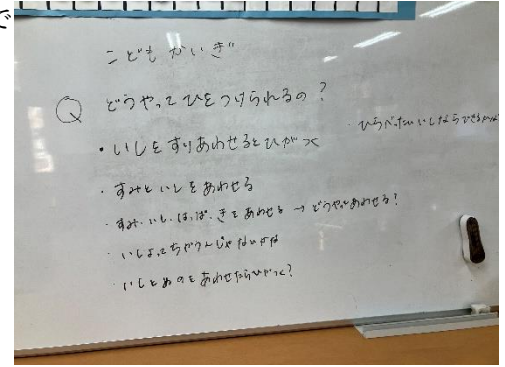 で
こどもかいぎ
Q どうやってひをつけられるの?
・いしをすりあわせるとひがつく
・ひらべったいいしならできるかも
・すみといしをあわせる
・すみ・いし・はっぱ・きをあわせる → どうやってあわせる?
・いしよってちがうんじゃないかな
・いしとぬのをあわせたらひがつく?